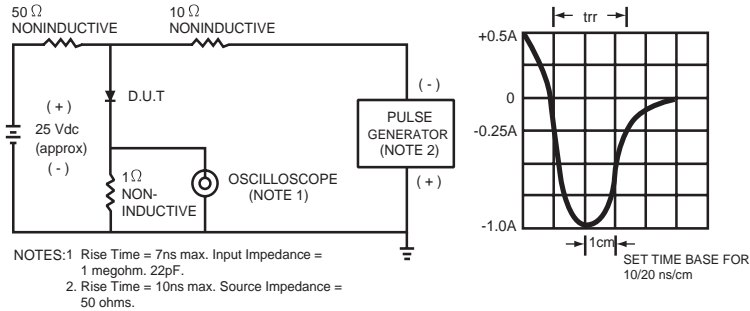 50 Ω
NONINDUCTIVE
10 Ω
NONINDUCTIVE
( + )
25 Vdc
(approx)
( - )
D.U.T
1Ω
NON-
INDUCTIVE
OSCILLOSCOPE
(NOTE 1)
( - )
PULSE
GENERATOR
(NOTE 2)
( + )
NOTES:1 Rise Time = 7ns max. Input Impedance =
1 megohm. 22pF.
2. Rise Time = 10ns max. Source Impedance =
50 ohms.
trr
+0.5A
0
-0.25A
-1.0A
1cm
SET TIME BASE FOR
10/20 ns/cm